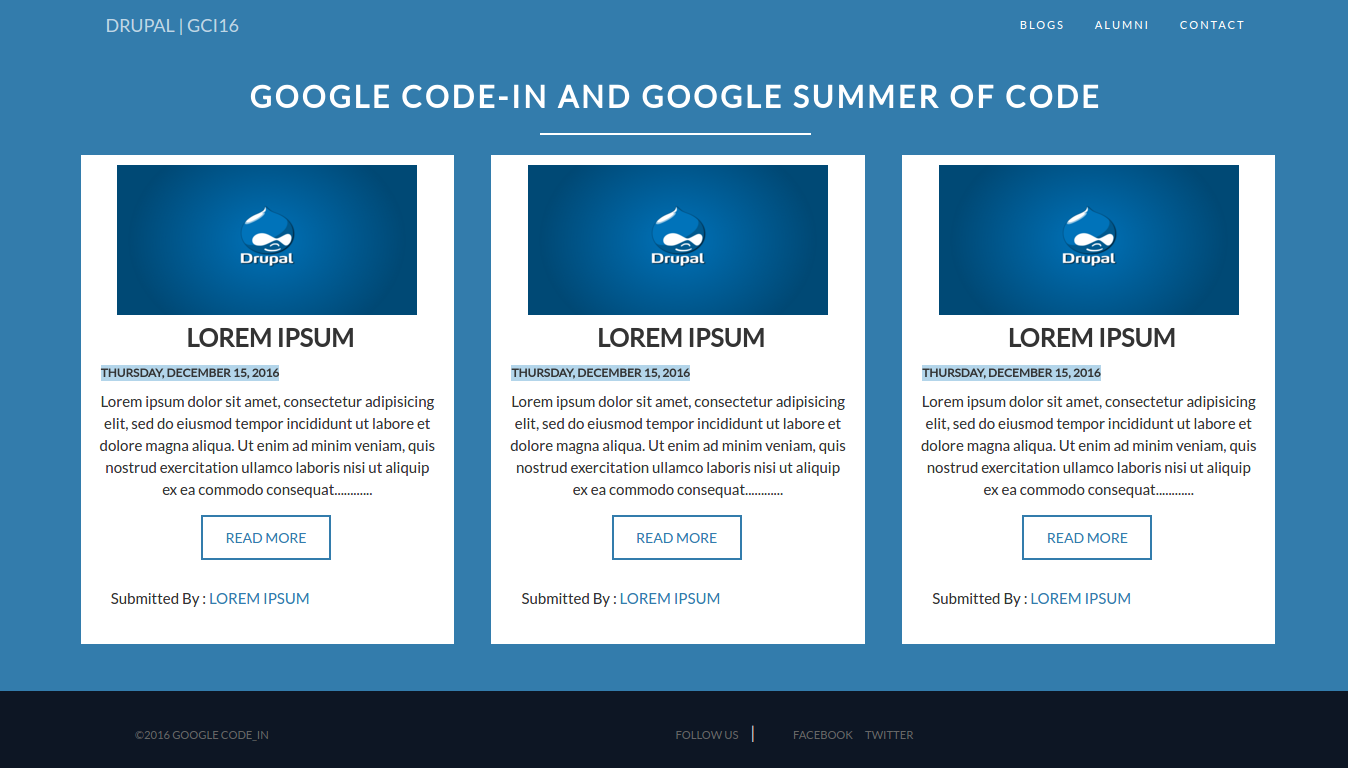 DRUPAL | GCI16
BLOGS ALUMNI CONTACT
GOOGLE CODE-IN AND GOOGLE SUMMER OF CODE
Drupal
LOREM IPSUM
THURSDAY, DECEMBER 15, 2016
Lorem ipsum dolor sit amet, consectetur adipisicing
elit, sed do eiusmod tempor incididunt ut labore et
dolore magna aliqua. Ut enim ad minim veniam, quis
nostrud exercitation ullamco laboris nisi ut aliquip
ex ea commodo consequat............
READ MORE
Submitted By : LOREM IPSUM
Drupal
LOREM IPSUM
THURSDAY, DECEMBER 15, 2016
Lorem ipsum dolor sit amet, consectetur adipisicing
elit, sed do eiusmod tempor incididunt ut labore et
dolore magna aliqua. Ut enim ad minim veniam, quis
nostrud exercitation ullamco laboris nisi ut aliquip
ex ea commodo consequat............
READ MORE
Submitted By : LOREM IPSUM
Drupal
LOREM IPSUM
THURSDAY, DECEMBER 15, 2016
Lorem ipsum dolor sit amet, consectetur adipisicing
elit, sed do eiusmod tempor incididunt ut labore et
dolore magna aliqua. Ut enim ad minim veniam, quis
nostrud exercitation ullamco laboris nisi ut aliquip
ex ea commodo consequat............
READ MORE
Submitted By : LOREM IPSUM
©2016 GOOGLE CODE_IN
FOLLOW US | FACEBOOK TWITTER